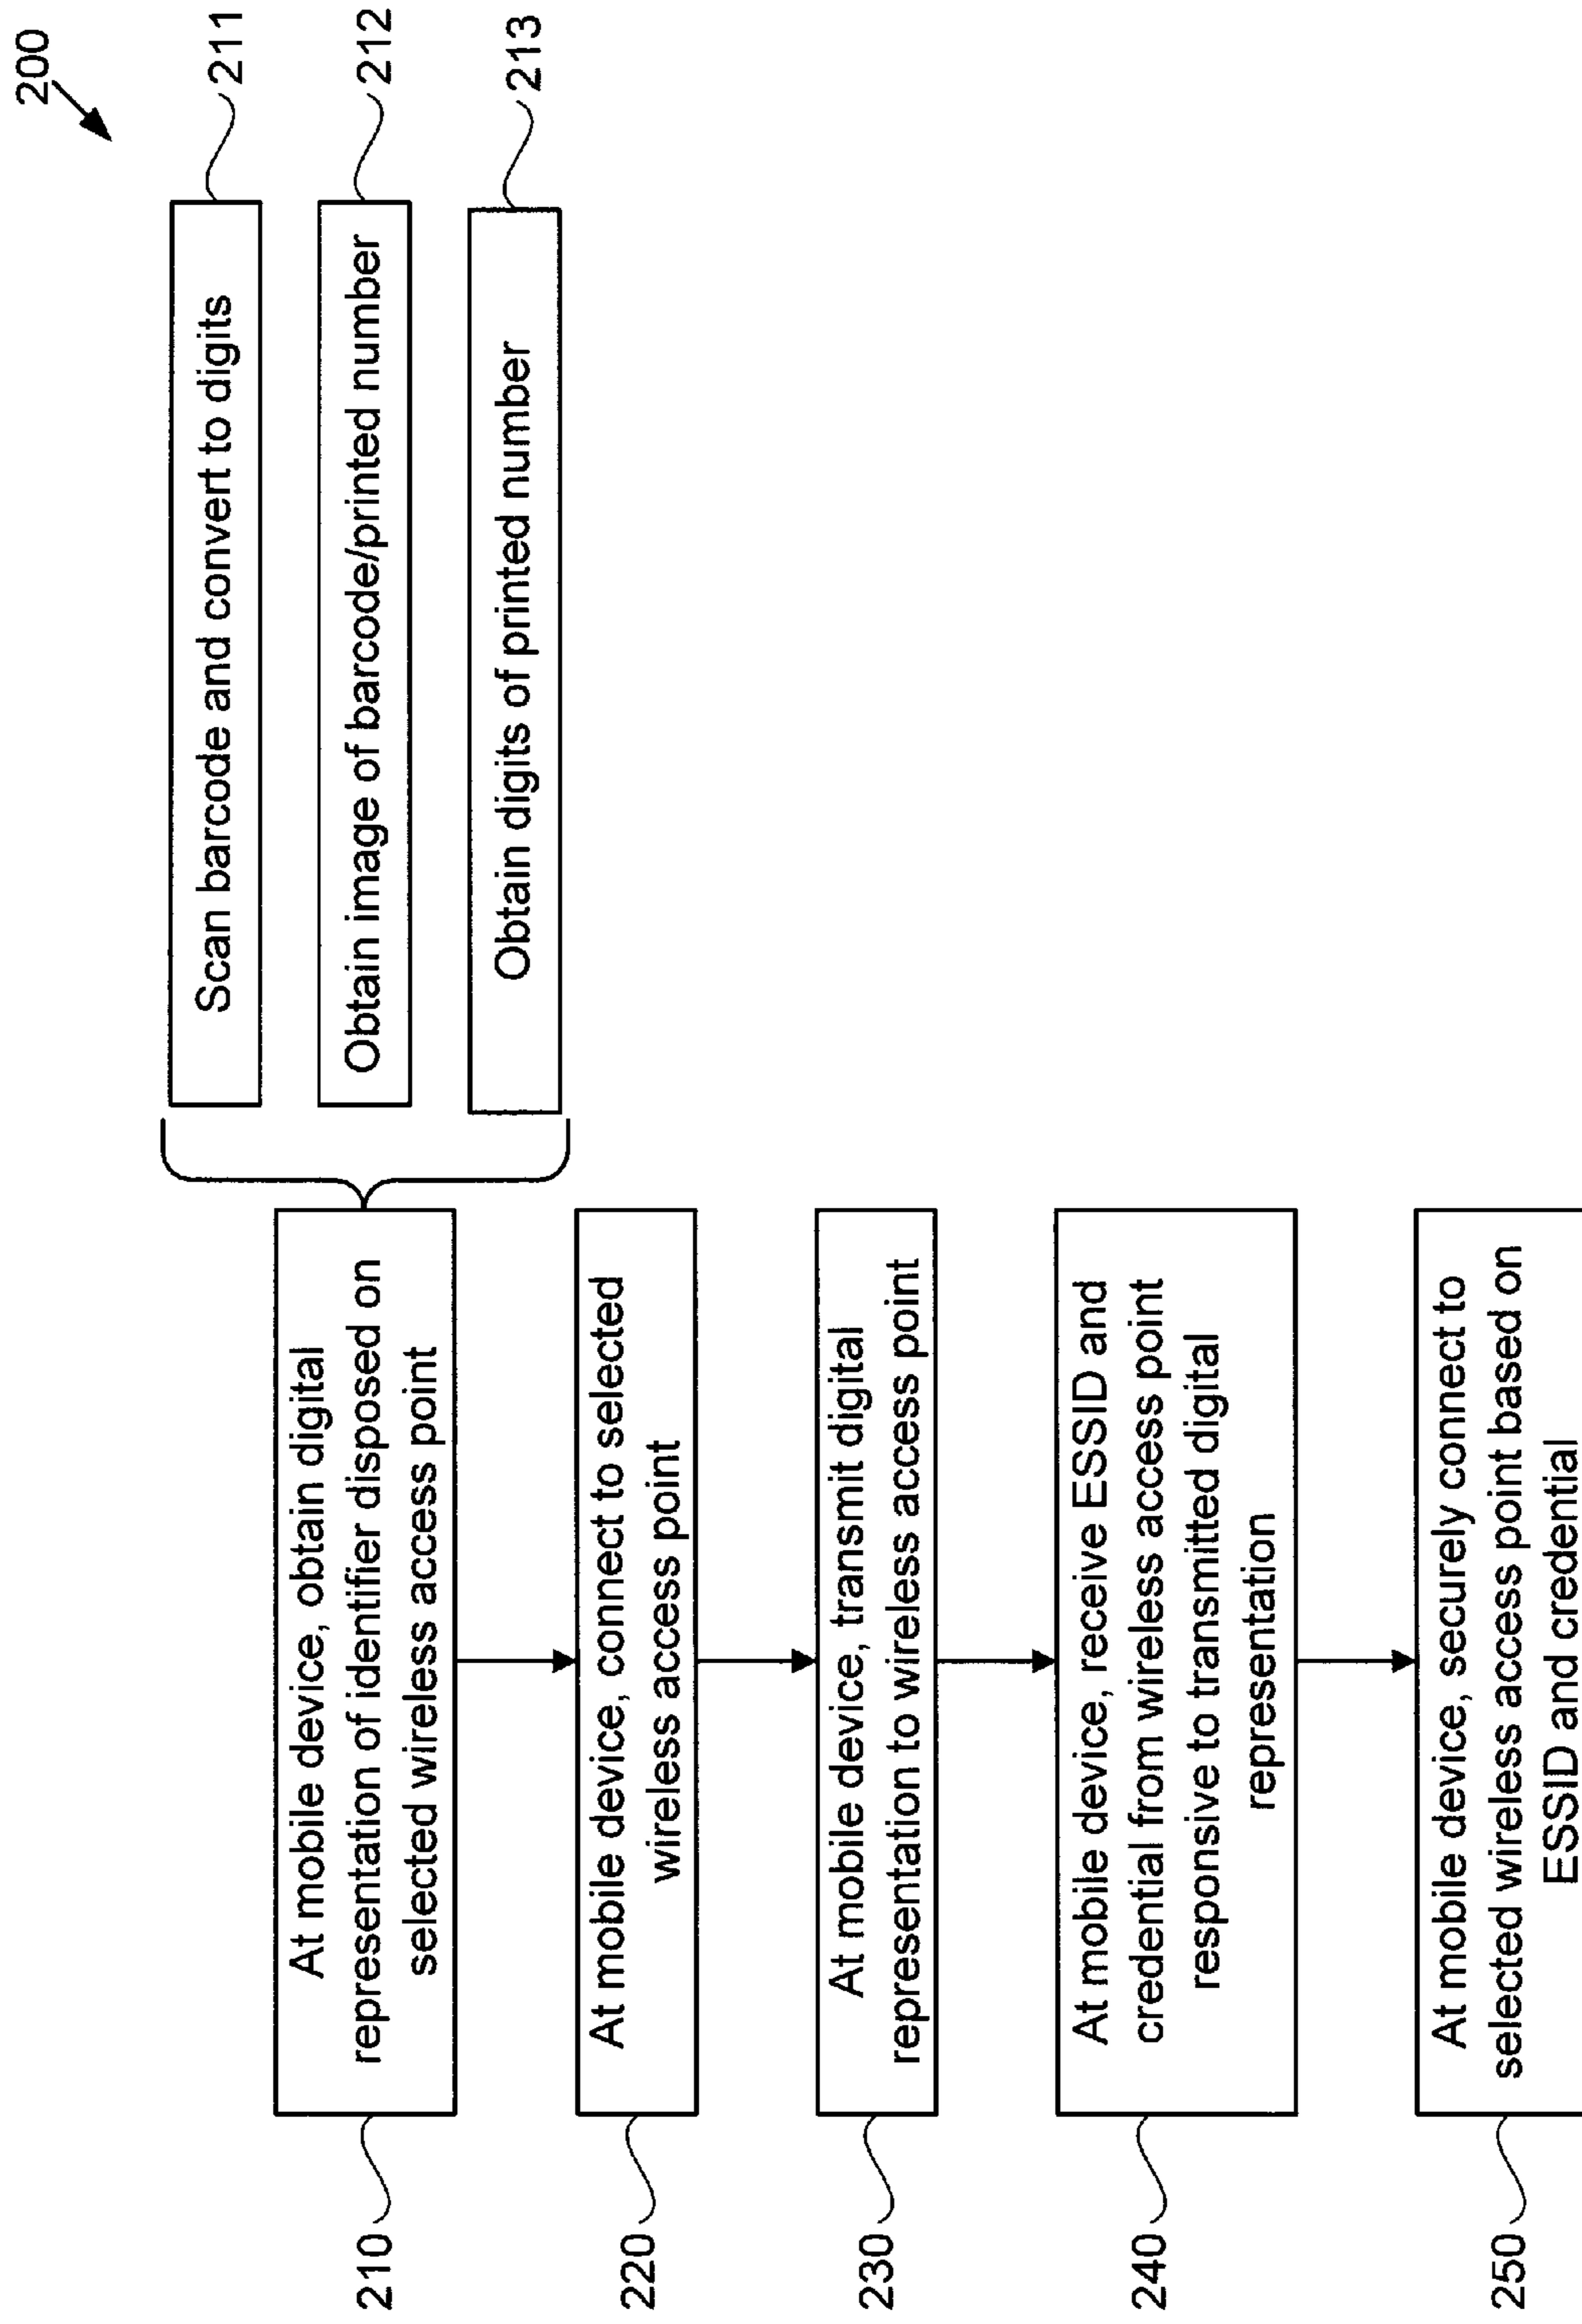 200
Scan barcode and convert to digits
211
Obtain image of barcode/printed number
212
Obtain digits of printed number
213
210
At mobile device, obtain digital
representation of identifier disposed on
selected wireless access point
220
At mobile device, connect to selected
wireless access point
230
At mobile device, transmit digital
representation to wireless access point
240
At mobile device, receive ESSID and
credential from wireless access point
responsive to transmitted digital
representation
250
At mobile device, securely connect to
selected wireless access point based on
ESSID and credential